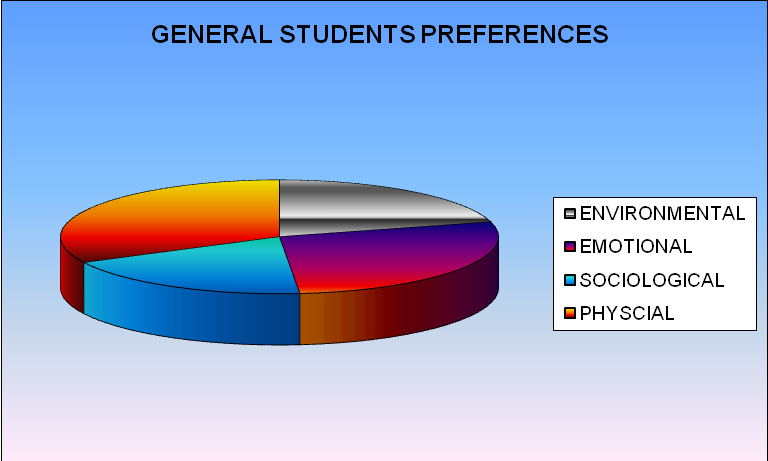 GENERAL STUDENTS PREFERENCES
ENVIRONMENTAL
EMOTIONAL
SOCIOLOGICAL
PHYSCIAL